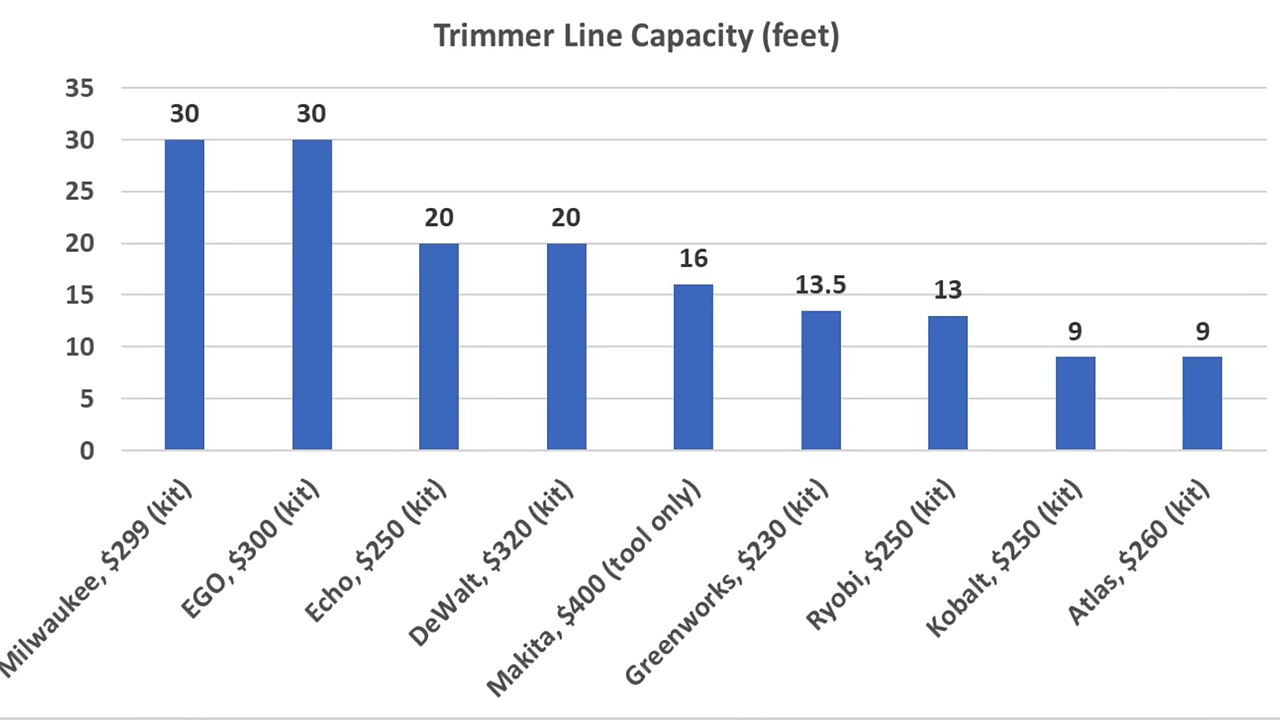 Trimmer Line Capacity (feet)
35
30
25
20
15
10
5
0
30
30
20
20
16
13.5
13
9
9
Milwaukee, $299 (kit)
EGO, $300 (kit)
Echo, $250 (kit)
DeWalt, $320 (kit)
Makita, $400 (tool only)
Greenworks, $230 (kit)
Ryobi, $250 (kit)
Kobalt, $250 (kit)
Atlas, $260 (kit)